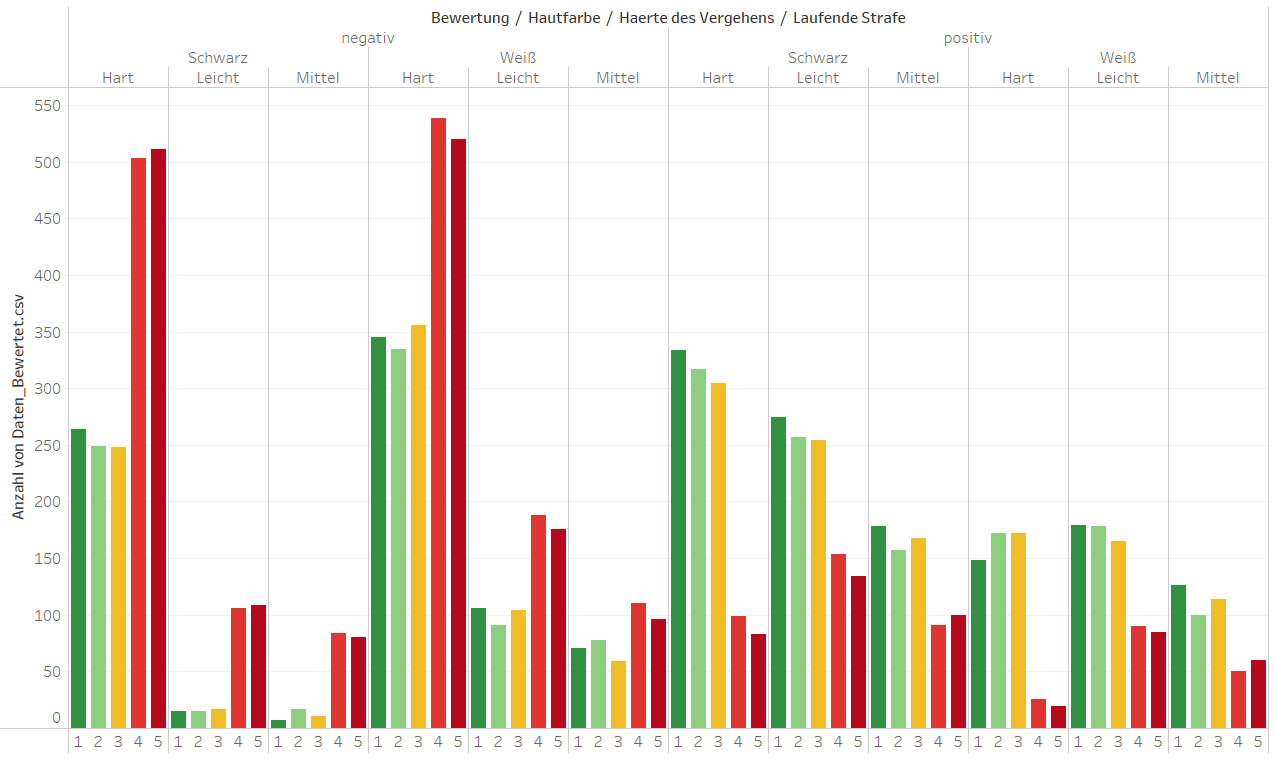 Bewertung / Hautfarbe / Haerte des Vergehens / Laufende Strafe
negativ positiv
Schwarz Weiß Schwarz Weiß
Hart Leicht Mittel Hart Leicht Mittel Hart Leicht Mittel Hart Leicht Mittel
550
500
450
400
350
300
250
200
150
100
50
0
Anzahl von Daten_Bewertet.csv
1 2 3 4 5 1 2 3 4 5 1 2 3 4 5 1 2 3 4 5 1 2 3 4 5 1 2 3 4 5 1 2 3 4 5 1 2 3 4 5 1 2 3 4 5 1 2 3 4 5 1 2 3 4 5 1 2 3 4 5